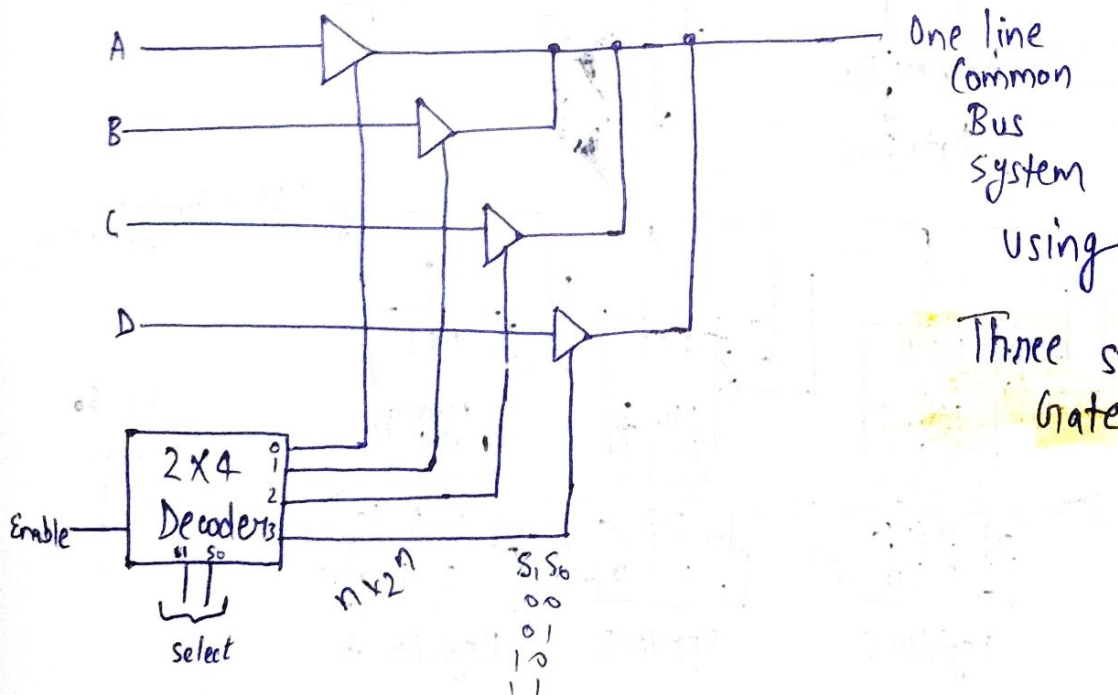 A
B
C
D
One line
Common
Bus
system
using
Three s
Gate
2x4
Decoder
0
1
2
3
Enable
S1 S0
select
n x 2^n
S1 S0
00
01
10
11